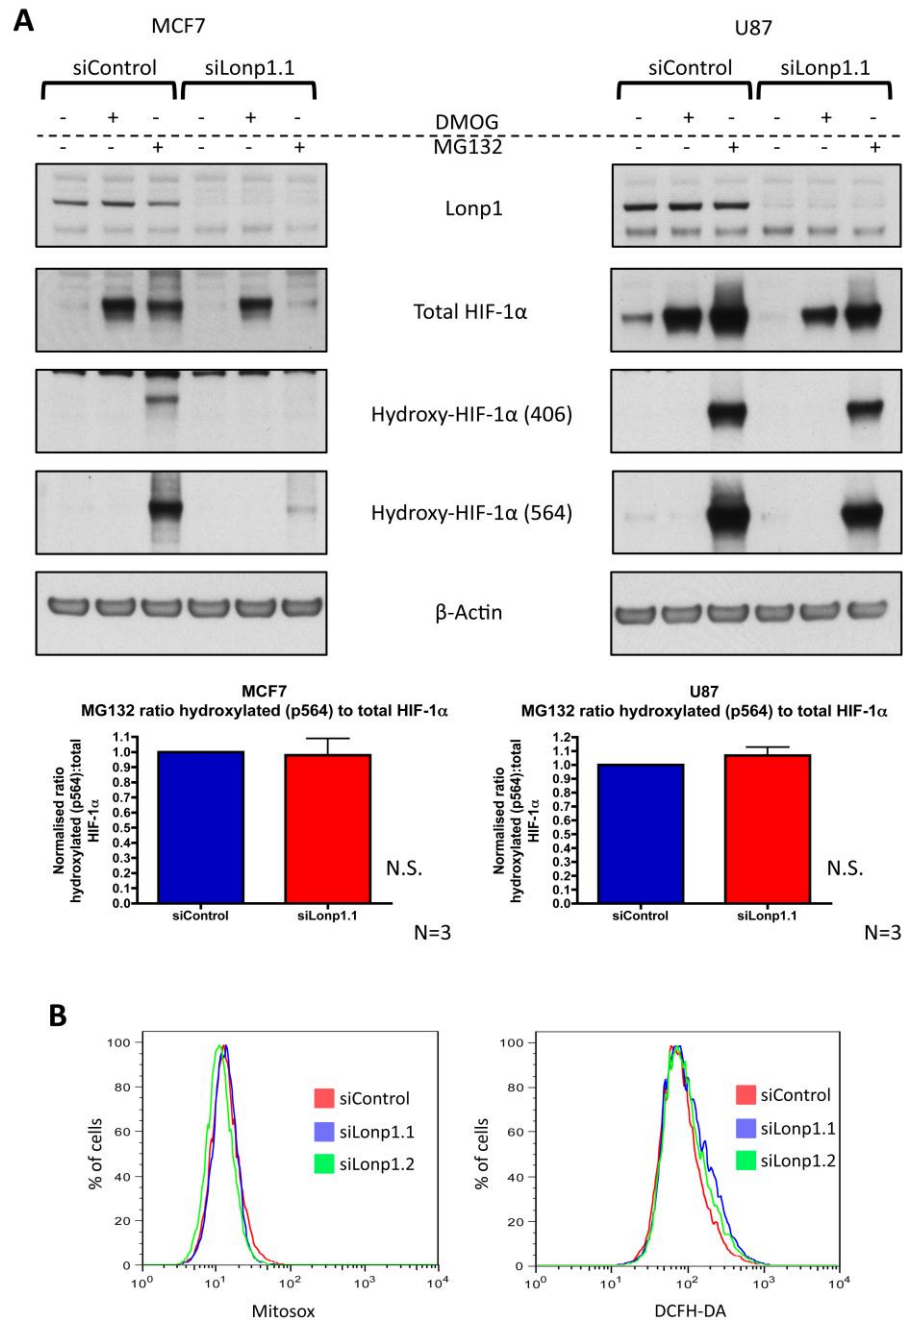 A
MCF7
U87
siControl siLonp1.1
siControl siLonp1.1
- + - - + -
DMOG
- + - - + -
- - + - - +
MG132
- - + - - +
Lonp1
Total HIF-1α
Hydroxy-HIF-1α (406)
Hydroxy-HIF-1α (564)
β-Actin
MCF7
MG132 ratio hydroxylated (p564) to total HIF-1α
Normalised ratio
hydroxylated (p564):total
HIF-1α
1.1
1.0
0.9
0.8
0.7
0.6
0.5
0.4
0.3
0.2
0.1
0.0
siControl siLonp1.1
N.S.
N=3
U87
MG132 ratio hydroxylated (p564) to total HIF-1α
Normalised ratio
hydroxylated (p564):total
HIF-1α
1.2
1.1
1.0
0.9
0.8
0.7
0.6
0.5
0.4
0.3
0.2
0.1
0.0
siControl siLonp1.1
N.S.
N=3
B
% of cells
100
80
60
40
20
0
10⁰ 10¹ 10² 10³ 10⁴
Mitosox
siControl
siLonp1.1
siLonp1.2
% of cells
100
80
60
40
20
0
10⁰ 10¹ 10² 10³ 10⁴
DCFH-DA
siControl
siLonp1.1
siLonp1.2